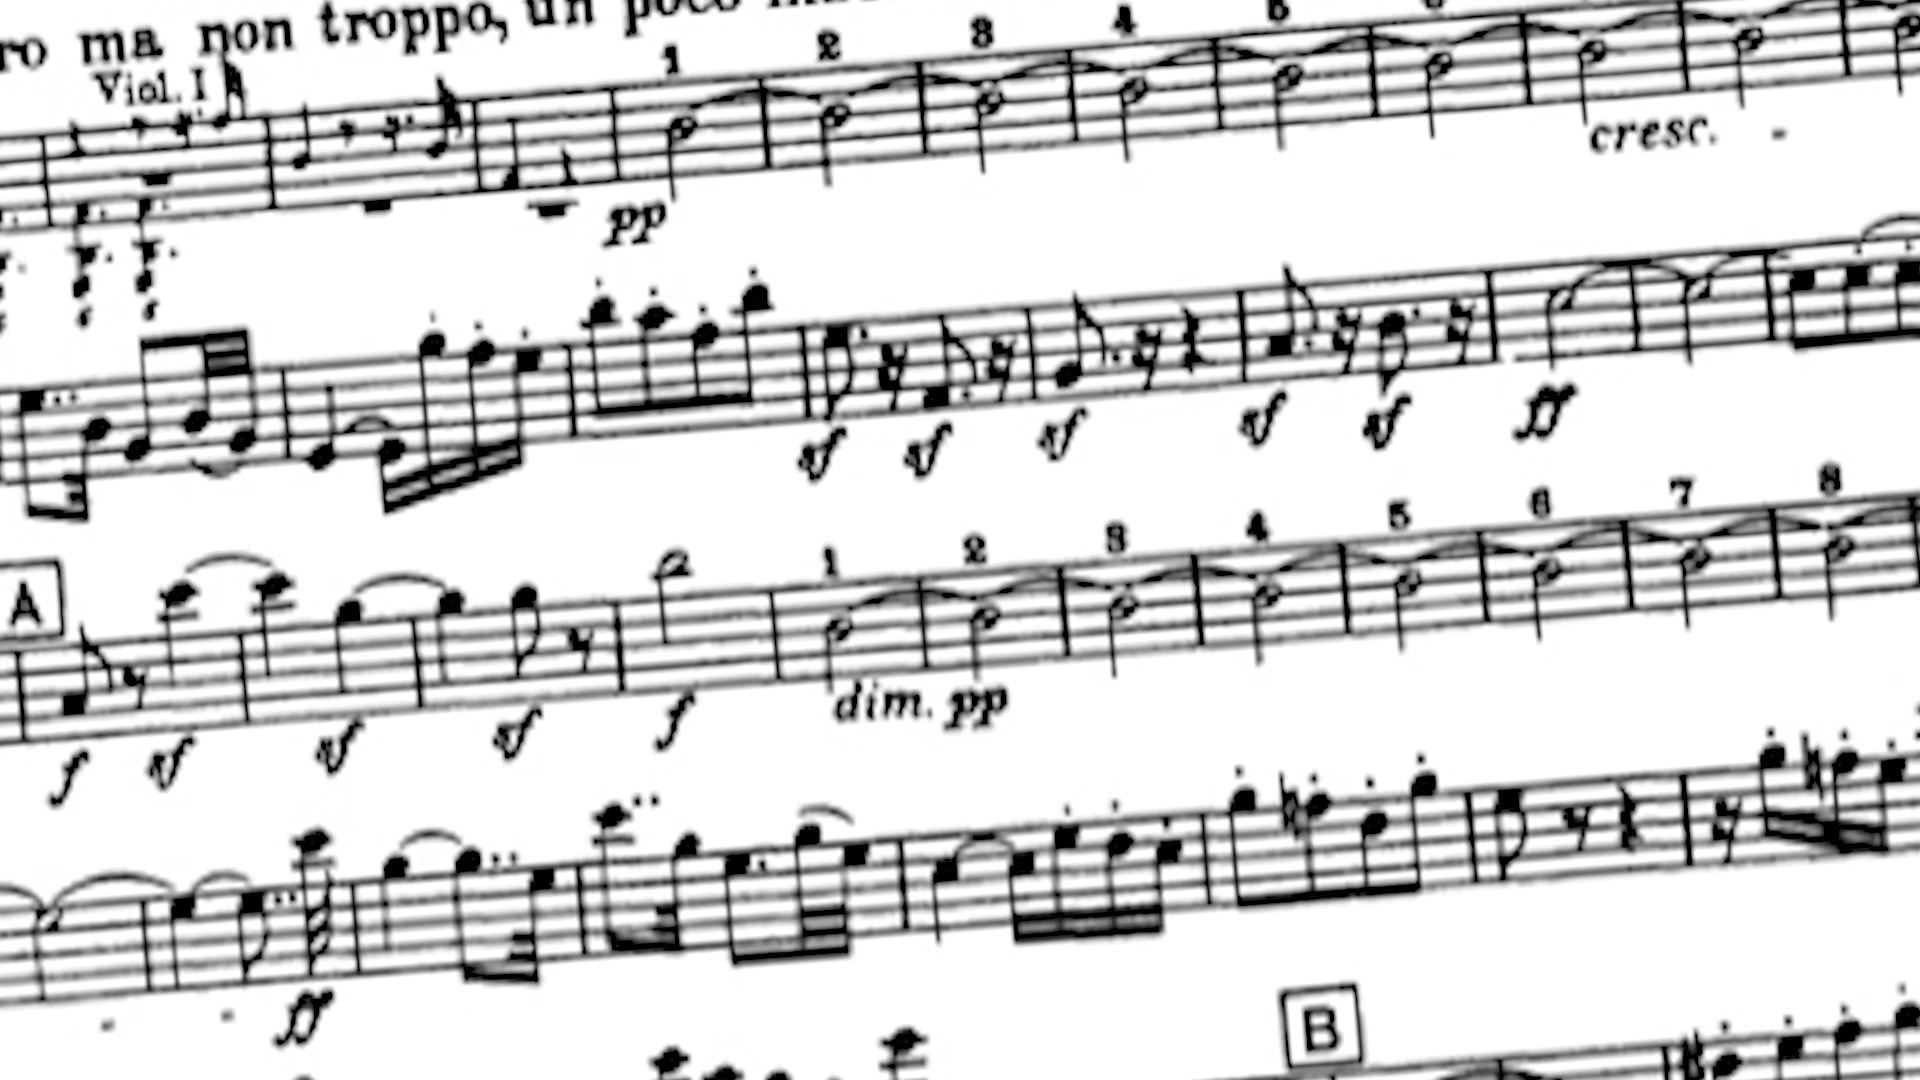 ro ma non troppo, un poco
Viol. I
1 2 3 4 5
pp cresc. -
sf sf sf sf sf ff
A
1 2 3 4 5 6 7 8
f sf sf sf f dim. pp
- - ff
B